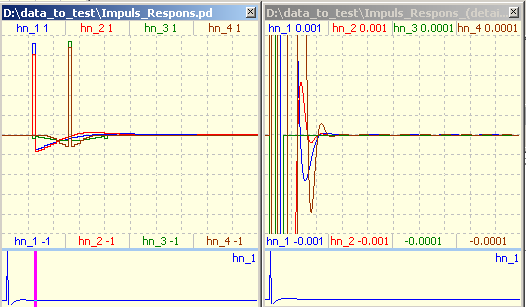 D:\data_to_test\Impuls_Respons.pd
hn_1 1 hn_2 1 hn_3 1 hn_4 1
hn_1 -1 hn_2 -1 hn_3 -1 hn_4 -1
hn_1
D:\data_to_test\Impuls_Respons_(detai
hn_1 0.001 hn_2 0.001 hn_3 0.0001 hn_4 0.0001
hn_1 -0.001 hn_2 -0.001 -0.0001 -0.0001
hn_1